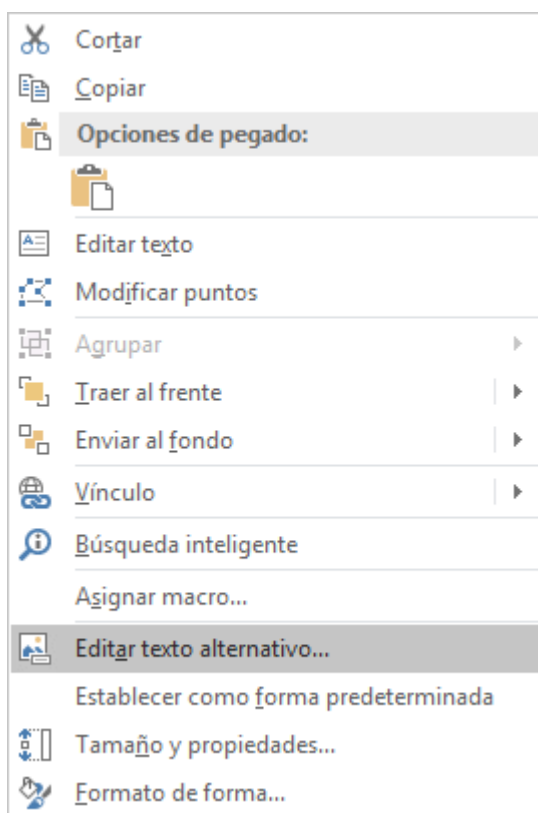 Cortar
Copiar
Opciones de pegado:
Editar texto
Modificar puntos
Agrupar
Traer al frente
Enviar al fondo
Vínculo
Búsqueda inteligente
Asignar macro...
Editar texto alternativo...
Establecer como forma predeterminada
Tamaño y propiedades...
Formato de forma...